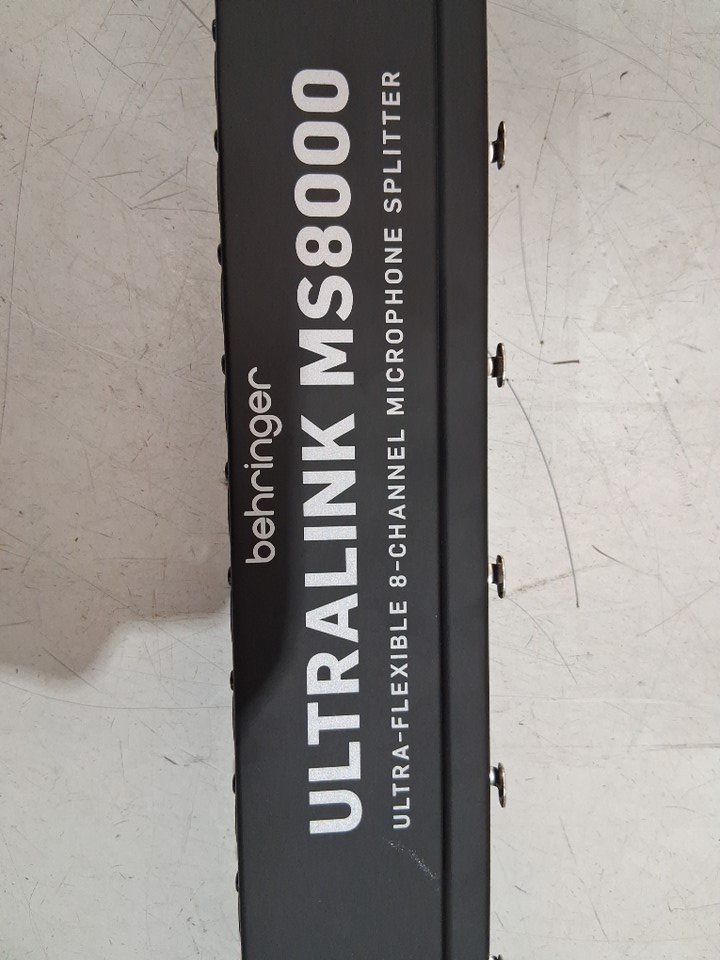 behringer
ULTRALINK MS8000
ULTRA-FLEXIBLE 8-CHANNEL MICROPHONE SPLITTER